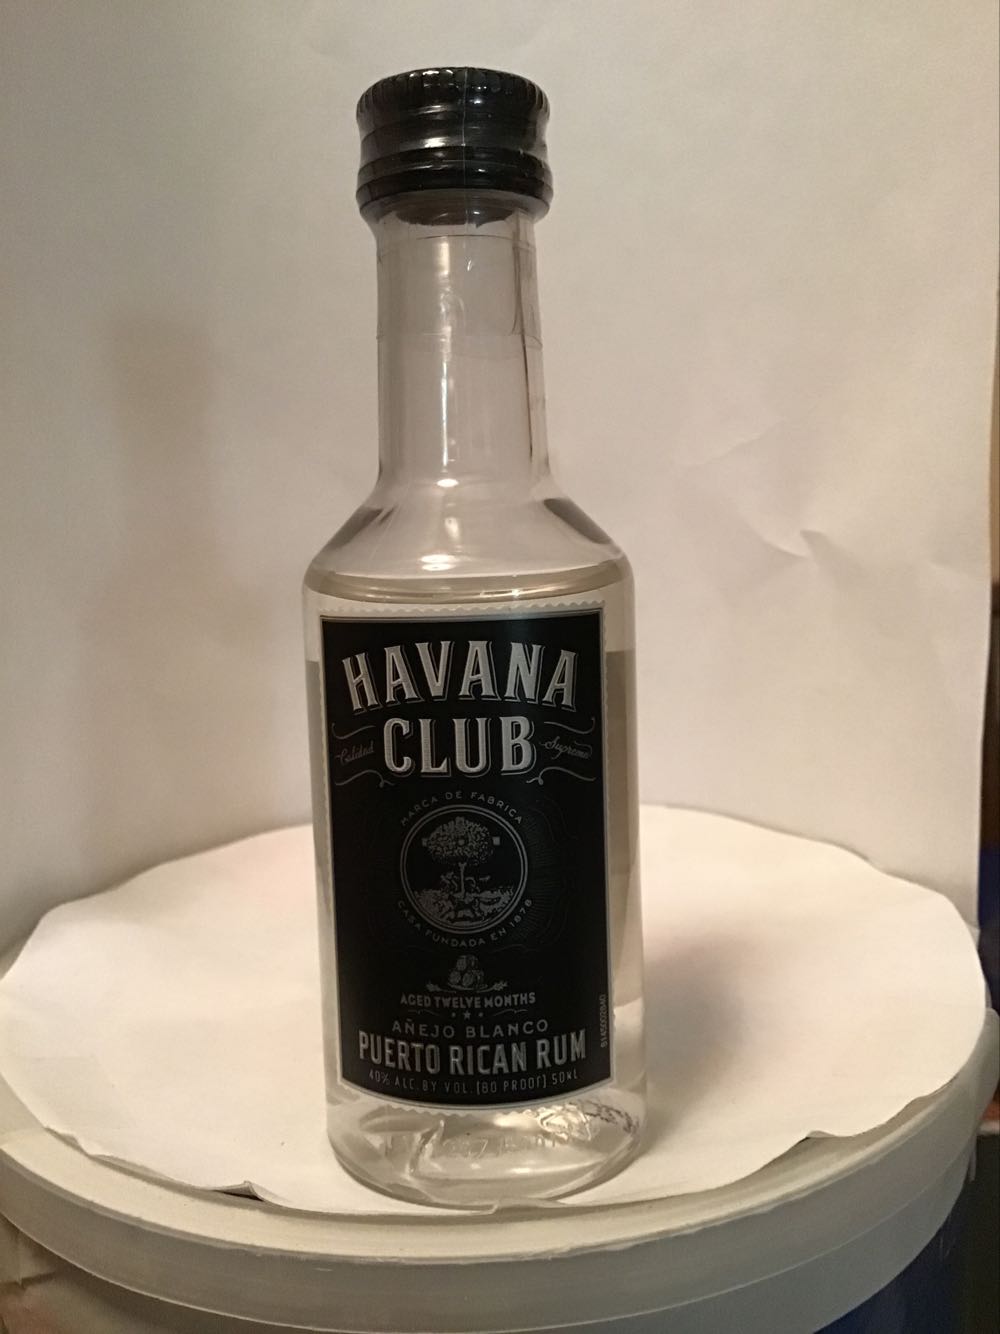 HAVANA
CLUB
Calidad Suprema
MARCA DE FABRICA
CASA FUNDADA EN 1878
AGED TWELVE MONTHS
AÑEJO BLANCO
PUERTO RICAN RUM
40% ALC. BY VOL. (80 PROOF) 50ML